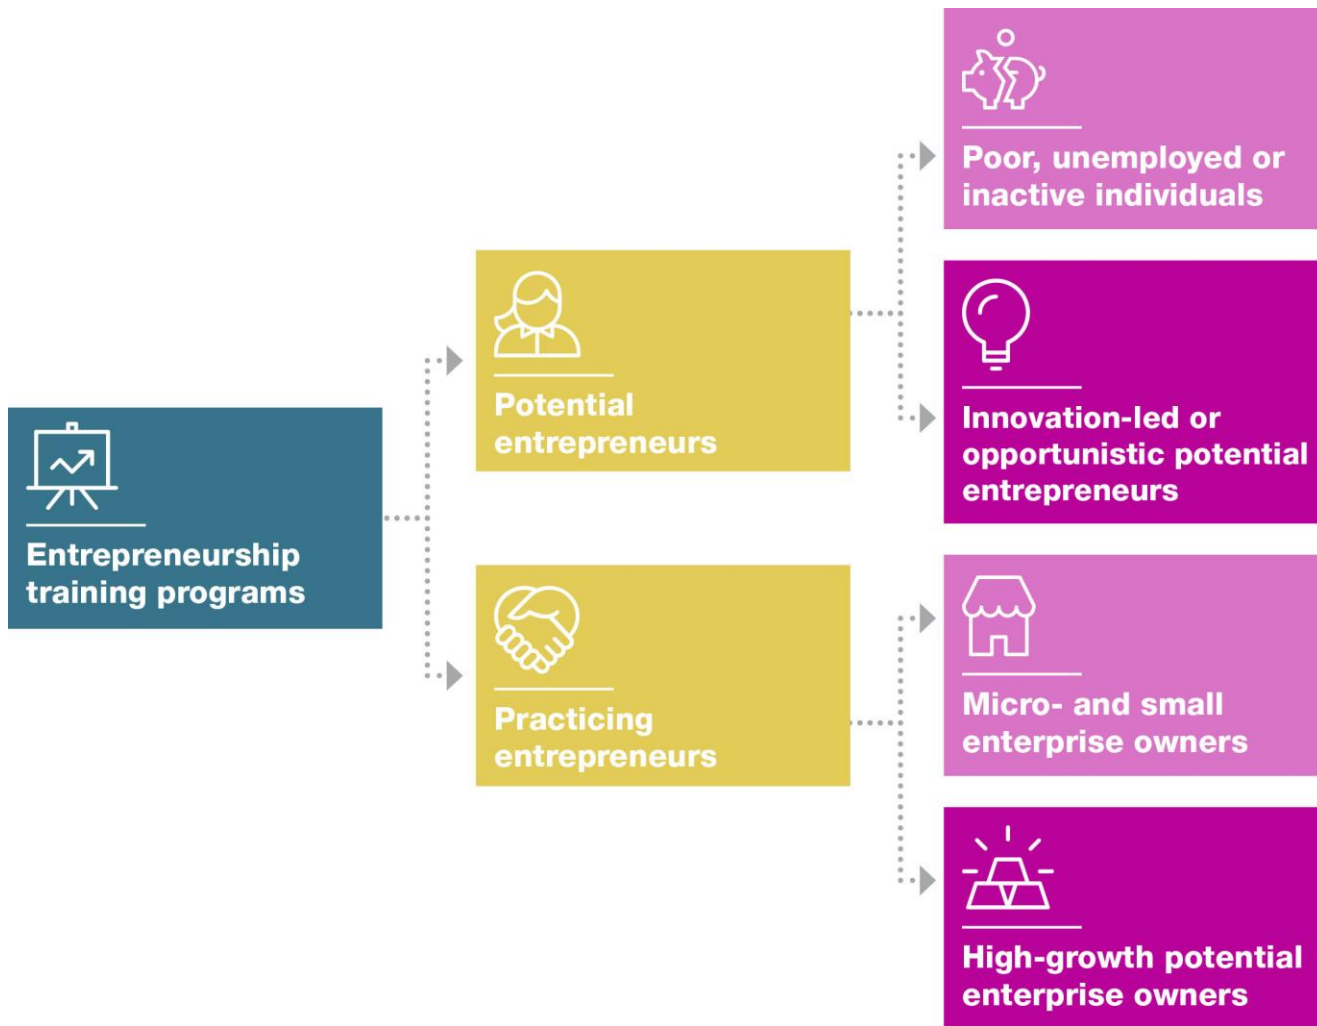 Entrepreneurship
training programs
Potential
entrepreneurs
Practicing
entrepreneurs
Poor, unemployed or
inactive individuals
Innovation-led or
opportunistic potential
entrepreneurs
Micro- and small
enterprise owners
High-growth potential
enterprise owners